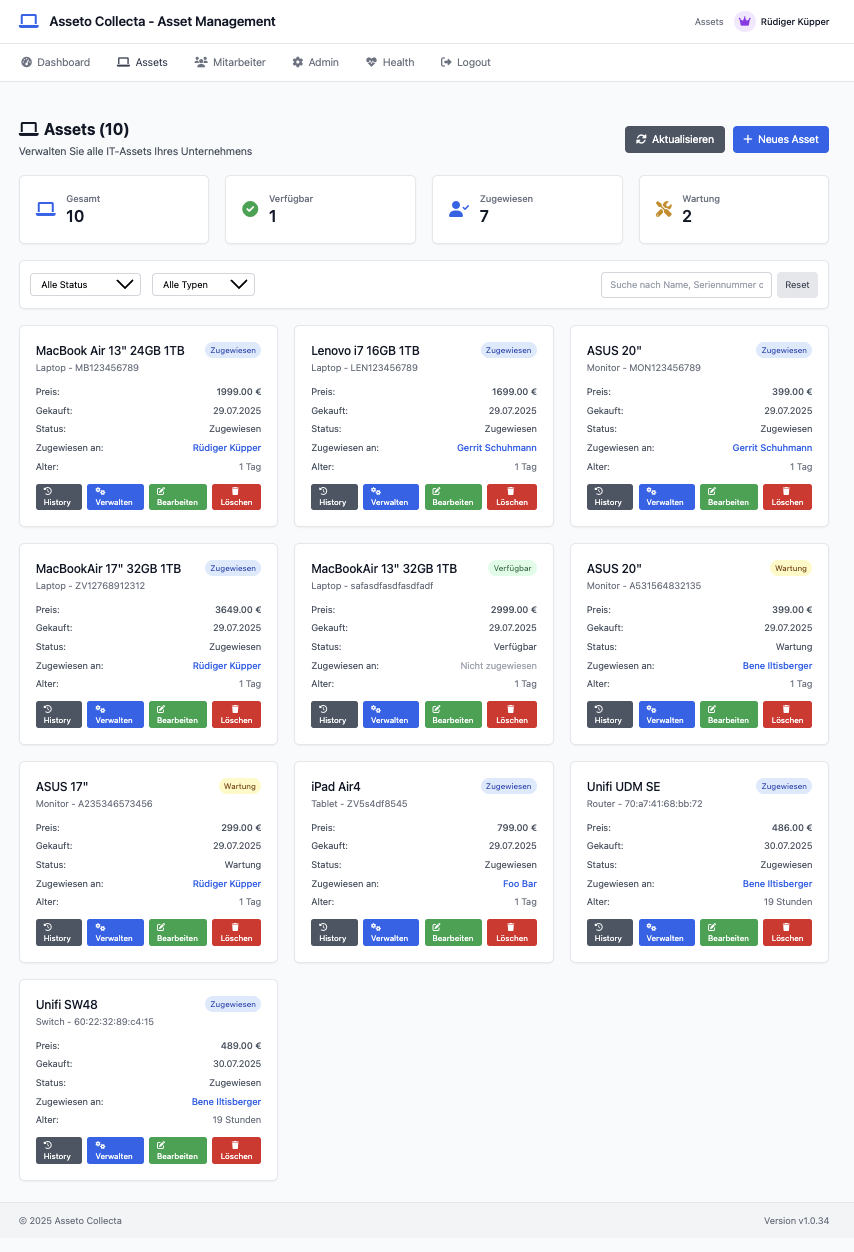 Asseto Collecta - Asset Management
Assets
Rüdiger Küpper
Dashboard Assets Mitarbeiter Admin Health Logout
Assets (10)
Verwalten Sie alle IT-Assets Ihres Unternehmens
Aktualisieren
Neues Asset
Gesamt
10
Verfügbar
1
Zugewiesen
7
Wartung
2
Alle Status
Alle Typen
Suche nach Name, Seriennummer c
Reset
MacBook Air 13" 24GB 1TB
Zugewiesen
Laptop - MB123456789
Preis: 1999.00 €
Gekauft: 29.07.2025
Status: Zugewiesen
Zugewiesen an: Rüdiger Küpper
Alter: 1 Tag
History Verwalten Bearbeiten Löschen
Lenovo i7 16GB 1TB
Zugewiesen
Laptop - LEN123456789
Preis: 1699.00 €
Gekauft: 29.07.2025
Status: Zugewiesen
Zugewiesen an: Gerrit Schuhmann
Alter: 1 Tag
History Verwalten Bearbeiten Löschen
ASUS 20"
Zugewiesen
Monitor - MON123456789
Preis: 399.00 €
Gekauft: 29.07.2025
Status: Zugewiesen
Zugewiesen an: Gerrit Schuhmann
Alter: 1 Tag
History Verwalten Bearbeiten Löschen
MacBookAir 17" 32GB 1TB
Zugewiesen
Laptop - ZV12768912312
Preis: 3649.00 €
Gekauft: 29.07.2025
Status: Zugewiesen
Zugewiesen an: Rüdiger Küpper
Alter: 1 Tag
History Verwalten Bearbeiten Löschen
MacBookAir 13" 32GB 1TB
Verfügbar
Laptop - safasdfasdfasdfadf
Preis: 2999.00 €
Gekauft: 29.07.2025
Status: Verfügbar
Zugewiesen an: Nicht zugewiesen
Alter: 1 Tag
History Verwalten Bearbeiten Löschen
ASUS 20"
Wartung
Monitor - A531564832135
Preis: 399.00 €
Gekauft: 29.07.2025
Status: Wartung
Zugewiesen an: Bene Iltisberger
Alter: 1 Tag
History Verwalten Bearbeiten Löschen
ASUS 17"
Wartung
Monitor - A235346573456
Preis: 299.00 €
Gekauft: 29.07.2025
Status: Wartung
Zugewiesen an: Rüdiger Küpper
Alter: 1 Tag
History Verwalten Bearbeiten Löschen
iPad Air4
Zugewiesen
Tablet - ZV5s4df8545
Preis: 799.00 €
Gekauft: 29.07.2025
Status: Zugewiesen
Zugewiesen an: Foo Bar
Alter: 1 Tag
History Verwalten Bearbeiten Löschen
Unifi UDM SE
Zugewiesen
Router - 70:a7:41:68:bb:72
Preis: 486.00 €
Gekauft: 30.07.2025
Status: Zugewiesen
Zugewiesen an: Bene Iltisberger
Alter: 19 Stunden
History Verwalten Bearbeiten Löschen
Unifi SW48
Zugewiesen
Switch - 60:22:32:89:c4:15
Preis: 489.00 €
Gekauft: 30.07.2025
Status: Zugewiesen
Zugewiesen an: Bene Iltisberger
Alter: 19 Stunden
History Verwalten Bearbeiten Löschen
© 2025 Asseto Collecta
Version v1.0.34